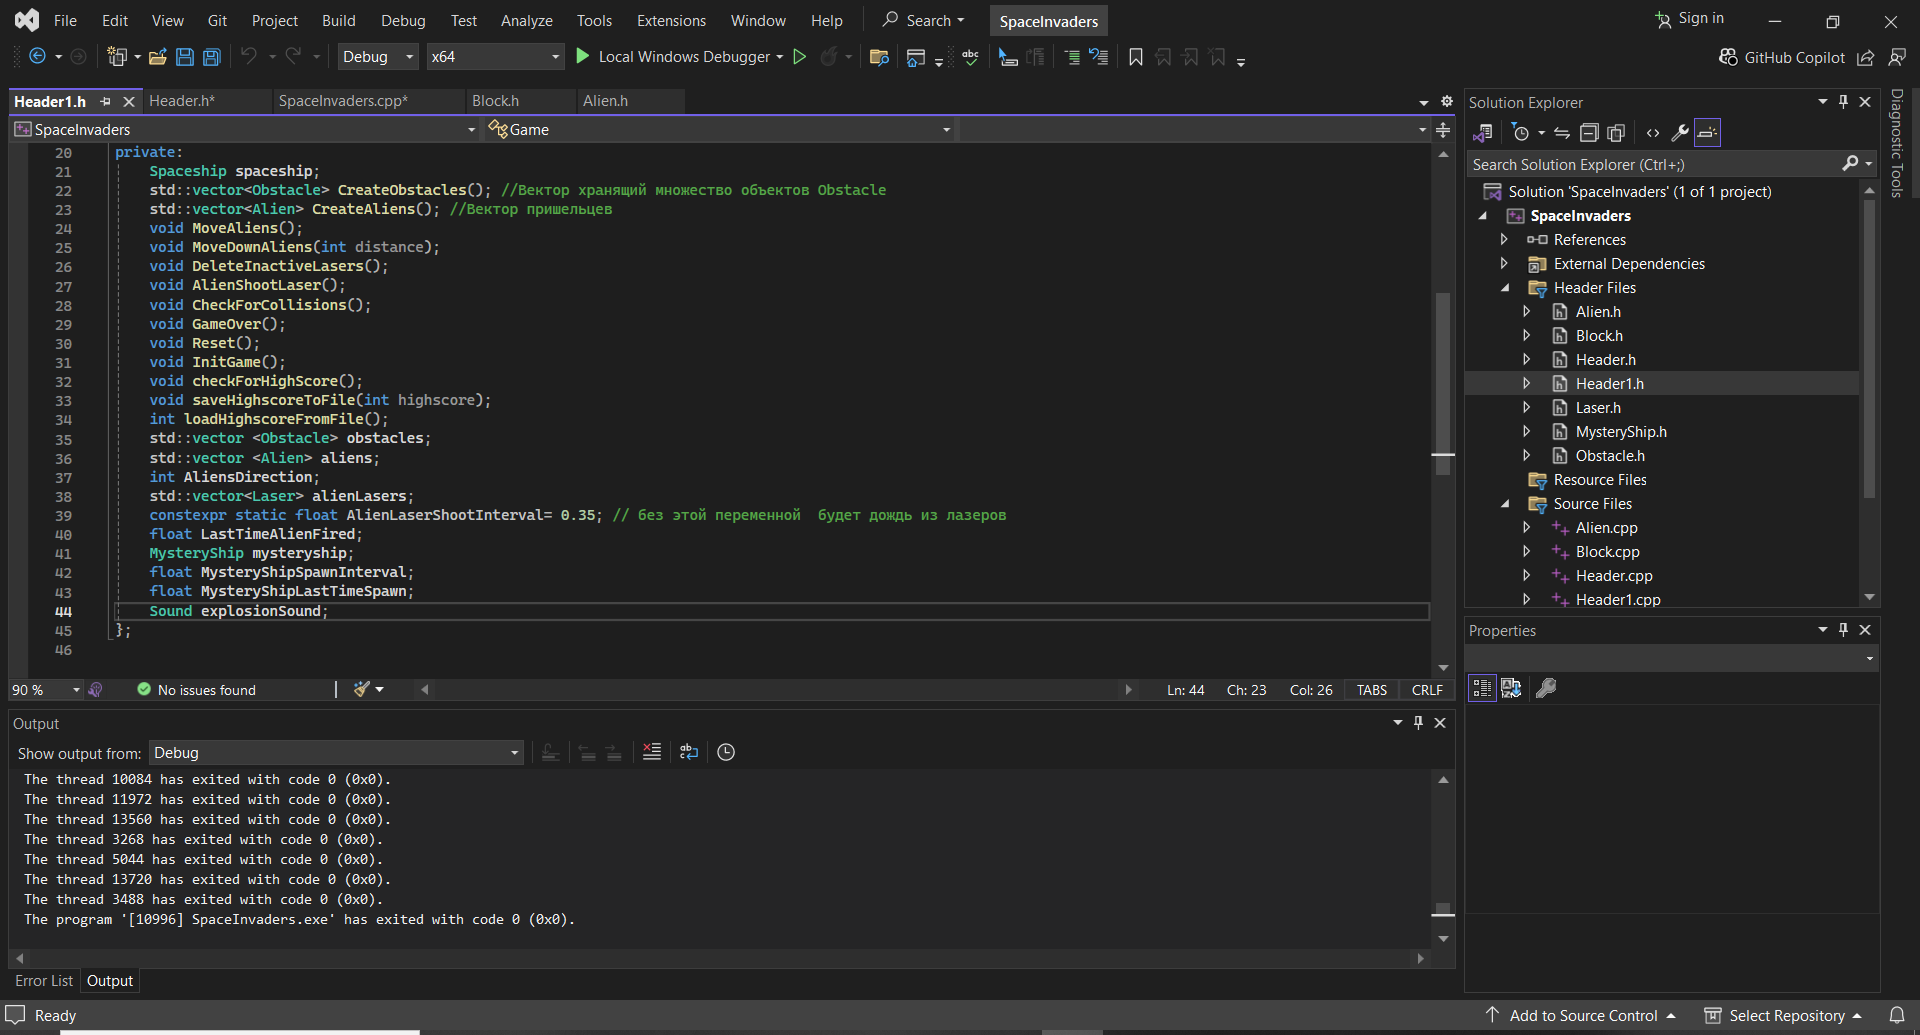 File Edit View Git Project Build Debug Test Analyze Tools Extensions Window Help Search SpaceInvaders Sign in
Debug x64 Local Windows Debugger abc GitHub Copilot
Header1.h Header.h* SpaceInvaders.cpp* Block.h Alien.h
SpaceInvaders Game
20 private:
21 Spaceship spaceship;
22 std::vector<Obstacle> CreateObstacles(); //Вектор хранящий множество объектов Obstacle
23 std::vector<Alien> CreateAliens(); //Вектор пришельцев
24 void MoveAliens();
25 void MoveDownAliens(int distance);
26 void DeleteInactiveLasers();
27 void AlienShootLaser();
28 void CheckForCollisions();
29 void GameOver();
30 void Reset();
31 void InitGame();
32 void checkForHighScore();
33 void saveHighscoreToFile(int highscore);
34 int loadHighscoreFromFile();
35 std::vector <Obstacle> obstacles;
36 std::vector <Alien> aliens;
37 int AliensDirection;
38 std::vector<Laser> alienLasers;
39 constexpr static float AlienLaserShootInterval= 0.35; // без этой переменной  будет дождь из лазеров
40 float LastTimeAlienFired;
41 MysteryShip mysteryship;
42 float MysteryShipSpawnInterval;
43 float MysteryShipLastTimeSpawn;
44 Sound explosionSound;
45 };
46
90 % No issues found Ln: 44 Ch: 23 Col: 26 TABS CRLF
Output
Show output from: Debug
The thread 10084 has exited with code 0 (0x0).
The thread 11972 has exited with code 0 (0x0).
The thread 13560 has exited with code 0 (0x0).
The thread 3268 has exited with code 0 (0x0).
The thread 5044 has exited with code 0 (0x0).
The thread 13720 has exited with code 0 (0x0).
The thread 3488 has exited with code 0 (0x0).
The program '[10996] SpaceInvaders.exe' has exited with code 0 (0x0).
Error List Output
Solution Explorer
Search Solution Explorer (Ctrl+;)
Solution 'SpaceInvaders' (1 of 1 project)
SpaceInvaders
References
External Dependencies
Header Files
Alien.h
Block.h
Header.h
Header1.h
Laser.h
MysteryShip.h
Obstacle.h
Resource Files
Source Files
Alien.cpp
Block.cpp
Header.cpp
Header1.cpp
Properties
Diagnostic Tools
Ready Add to Source Control Select Repository